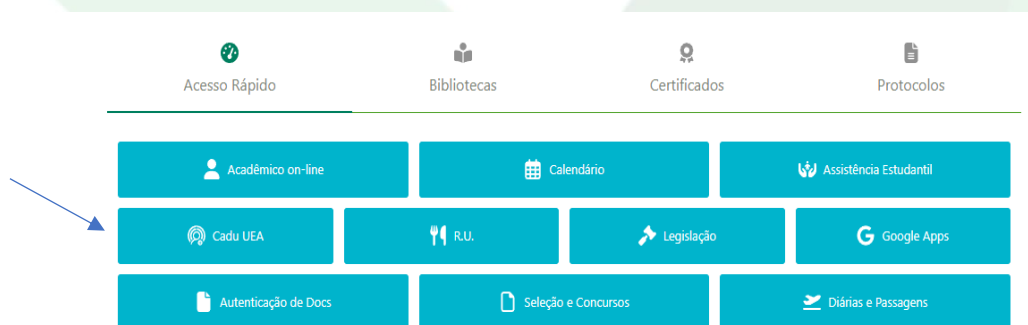 Acesso Rápido
Bibliotecas
Certificados
Protocolos
Acadêmico on-line
Calendário
Assistência Estudantil
Cadu UEA
R.U.
Legislação
Google Apps
Autenticação de Docs
Seleção e Concursos
Diárias e Passagens